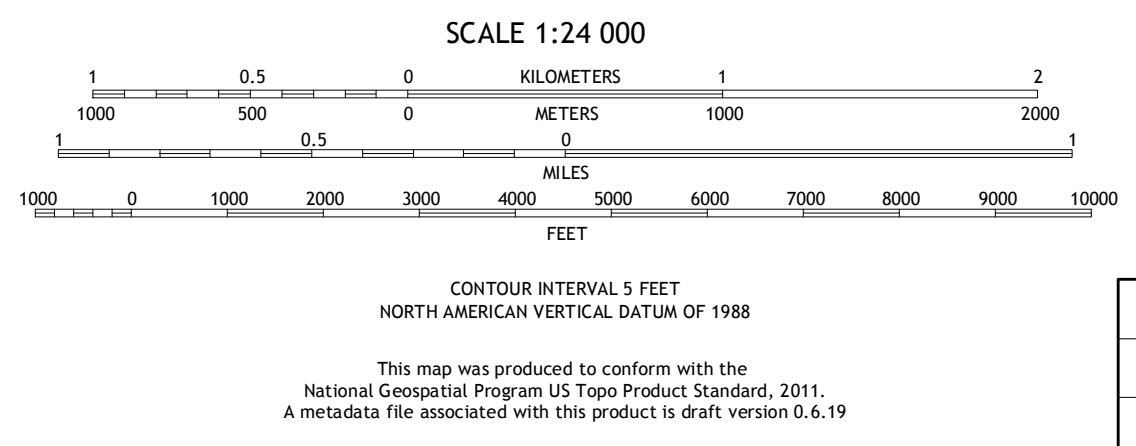 SCALE 1:24 000
1 0.5 0 KILOMETERS 1 2
1000 500 0 METERS 1000 2000
1 0.5 0 1
MILES
1000 0 1000 2000 3000 4000 5000 6000 7000 8000 9000 10000
FEET
CONTOUR INTERVAL 5 FEET
NORTH AMERICAN VERTICAL DATUM OF 1988
This map was produced to conform with the
National Geospatial Program US Topo Product Standard, 2011.
A metadata file associated with this product is draft version 0.6.19